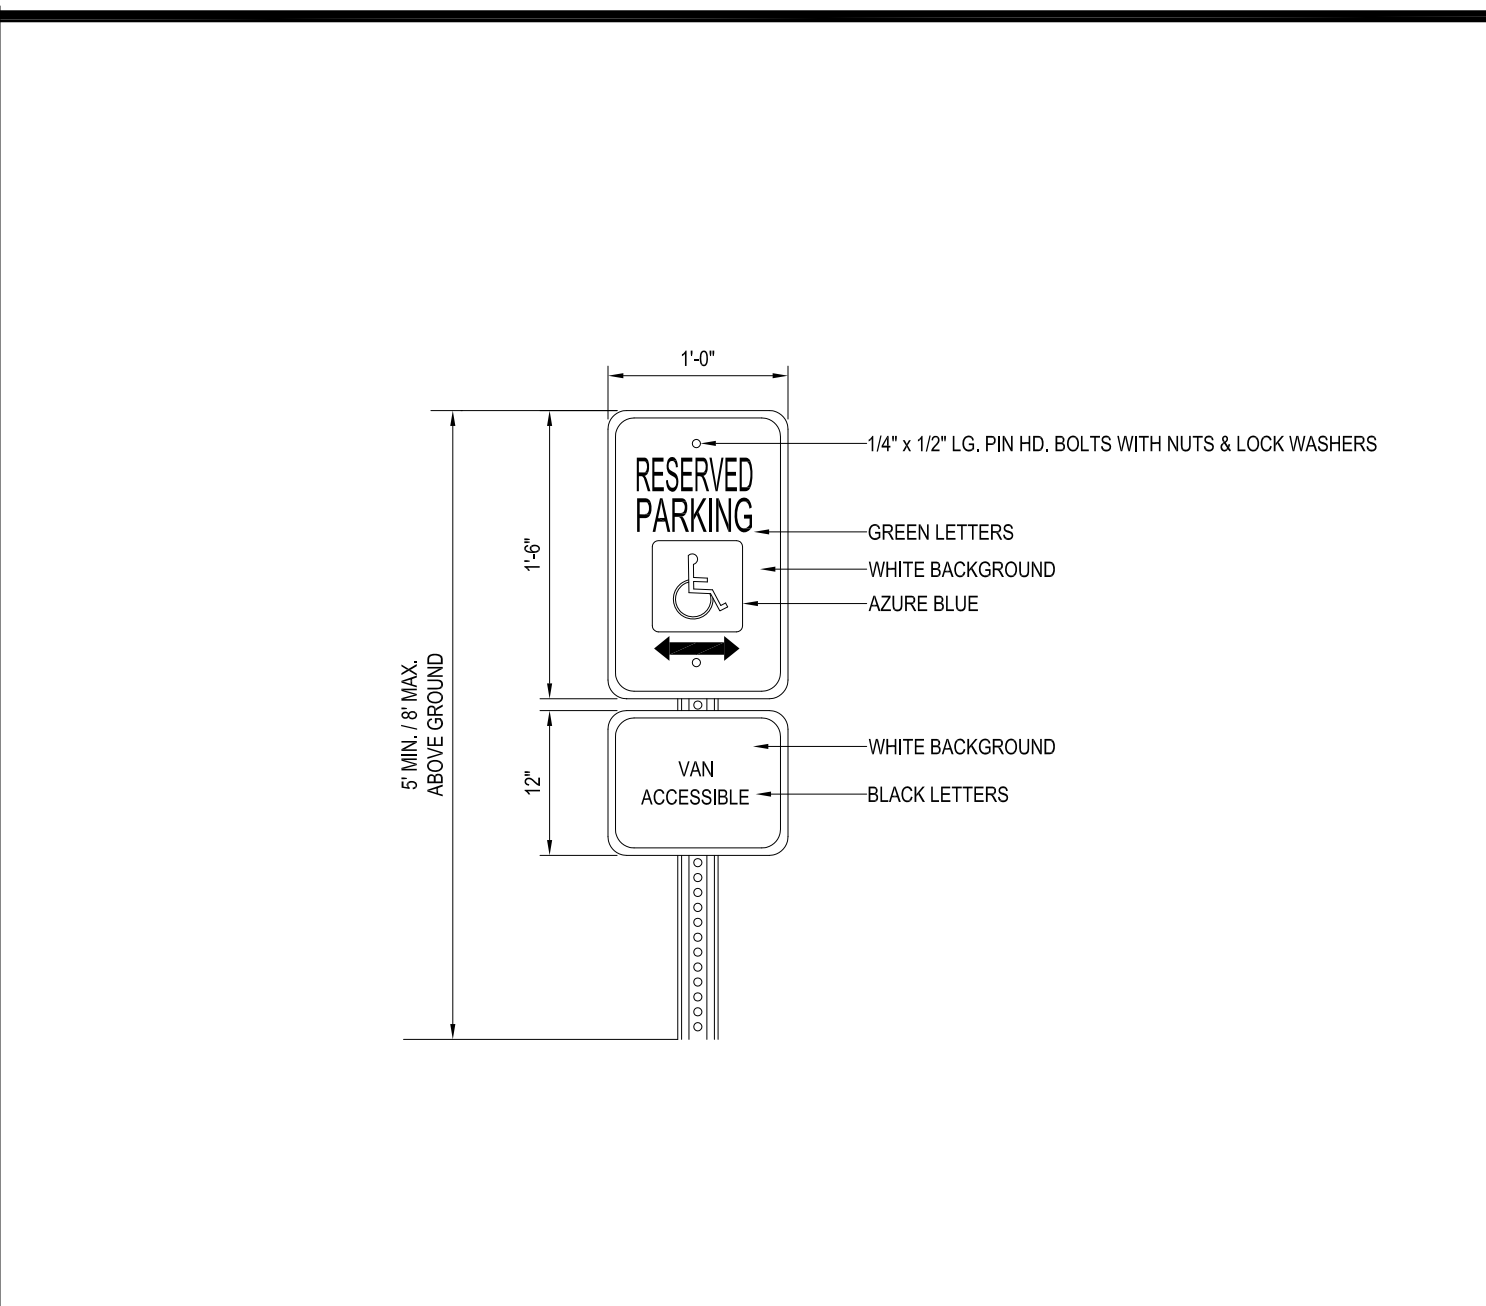 1'-0"
1/4" x 1/2" LG. PIN HD. BOLTS WITH NUTS & LOCK WASHERS
RESERVED
PARKING
GREEN LETTERS
1'-6"
WHITE BACKGROUND
AZURE BLUE
5' MIN. / 8' MAX.
ABOVE GROUND
WHITE BACKGROUND
VAN
ACCESSIBLE
12"
BLACK LETTERS